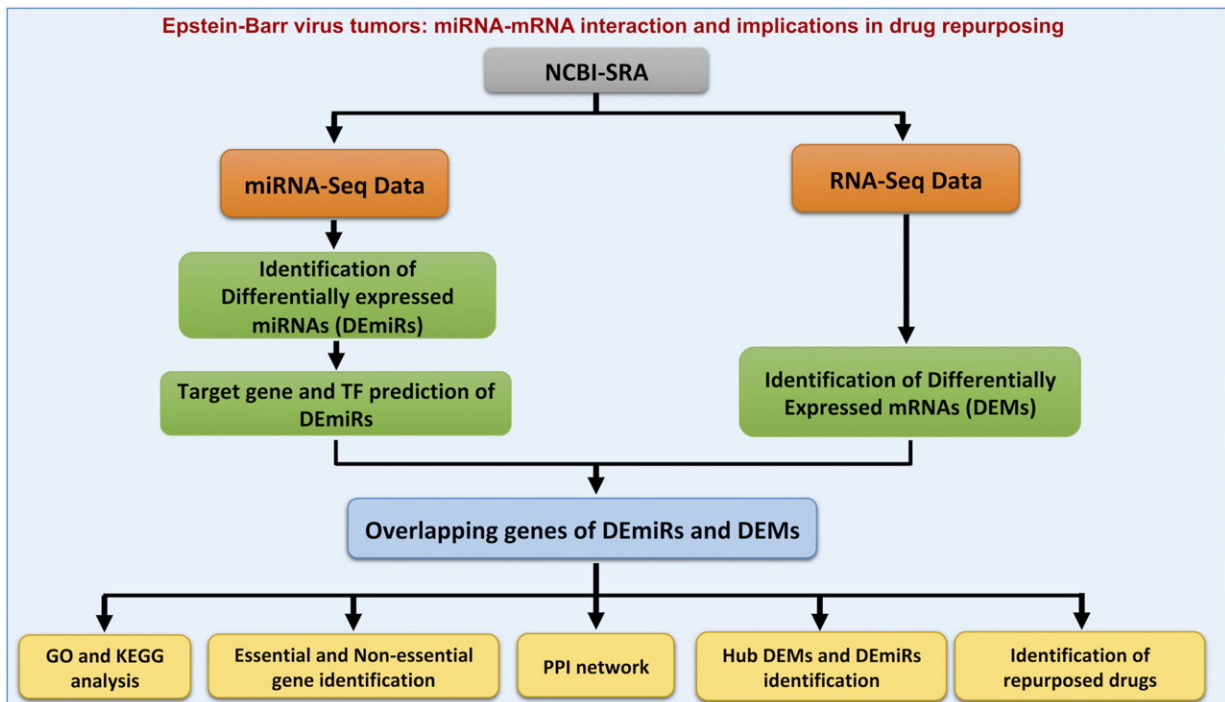 Epstein-Barr virus tumors: miRNA-mRNA interaction and implications in drug repurposing
NCBI-SRA
miRNA-Seq Data
RNA-Seq Data
Identification of
Differentially expressed
miRNAs (DEmiRs)
Target gene and TF prediction of
DEmiRs
Identification of Differentially
Expressed mRNAs (DEMs)
Overlapping genes of DEmiRs and DEMs
GO and KEGG
analysis
Essential and Non-essential
gene identification
PPI network
Hub DEMs and DEmiRs
identification
Identification of
repurposed drugs